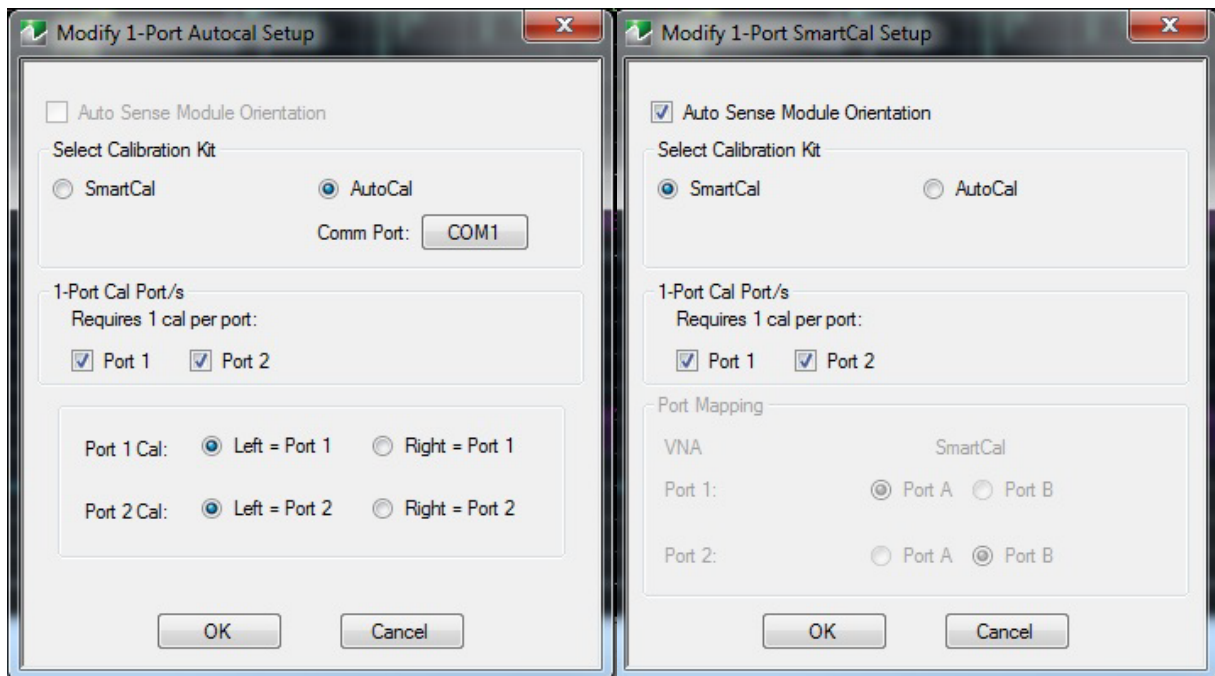 Modify 1-Port Autocal Setup
Auto Sense Module Orientation
Select Calibration Kit
SmartCal AutoCal
Comm Port: COM1
1-Port Cal Port/s
Requires 1 cal per port:
Port 1 Port 2
Port 1 Cal: Left = Port 1 Right = Port 1
Port 2 Cal: Left = Port 2 Right = Port 2
OK Cancel
Modify 1-Port SmartCal Setup
Auto Sense Module Orientation
Select Calibration Kit
SmartCal AutoCal
1-Port Cal Port/s
Requires 1 cal per port:
Port 1 Port 2
Port Mapping
VNA SmartCal
Port 1: Port A Port B
Port 2: Port A Port B
OK Cancel